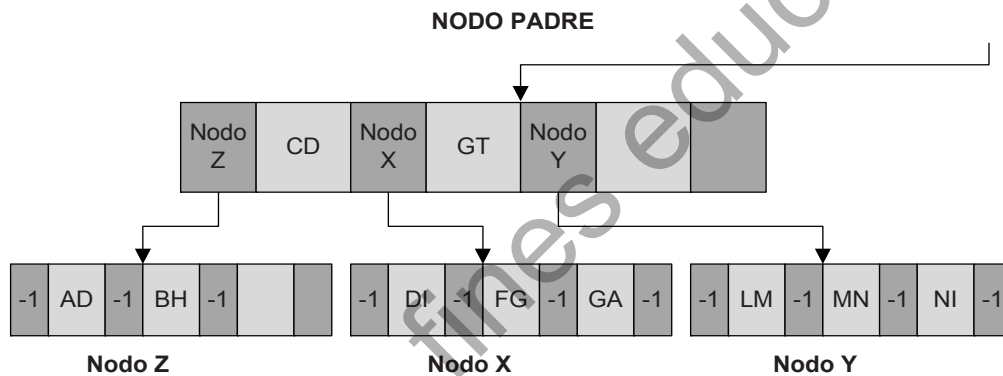 NODO PADRE
Nodo Z CD Nodo X GT Nodo Y
-1 AD -1 BH -1
-1 DI -1 FG -1 GA -1
-1 LM -1 MN -1 NI -1
Nodo Z Nodo X Nodo Y
fines